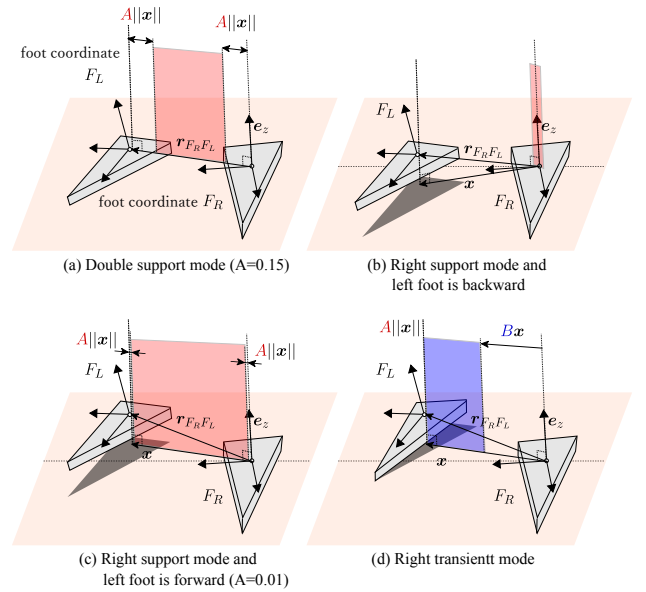 A||x|| A||x||
foot coordinate
F_L
e_z
r_{F_R F_L}
foot coordinate F_R
(a) Double support mode (A=0.15)
F_L
e_z
r_{F_R F_L}
x
F_R
(b) Right support mode and
left foot is backward
A||x||
A||x||
F_L
r_{F_R F_L}
e_z
x
F_R
(c) Right support mode and
left foot is forward (A=0.01)
A||x|| Bx
F_L
r_{F_R F_L}
e_z
x
F_R
(d) Right transientt mode